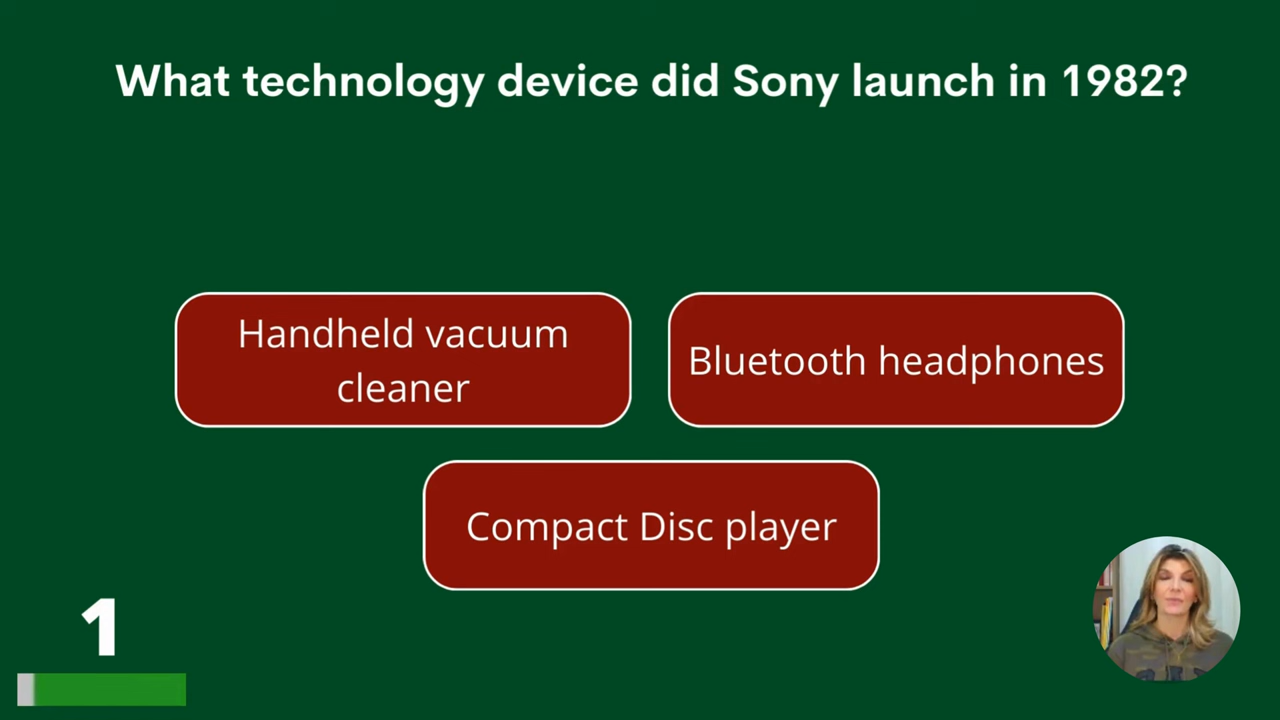 What technology device did Sony launch in 1982?
Handheld vacuum
cleaner
Bluetooth headphones
Compact Disc player
1